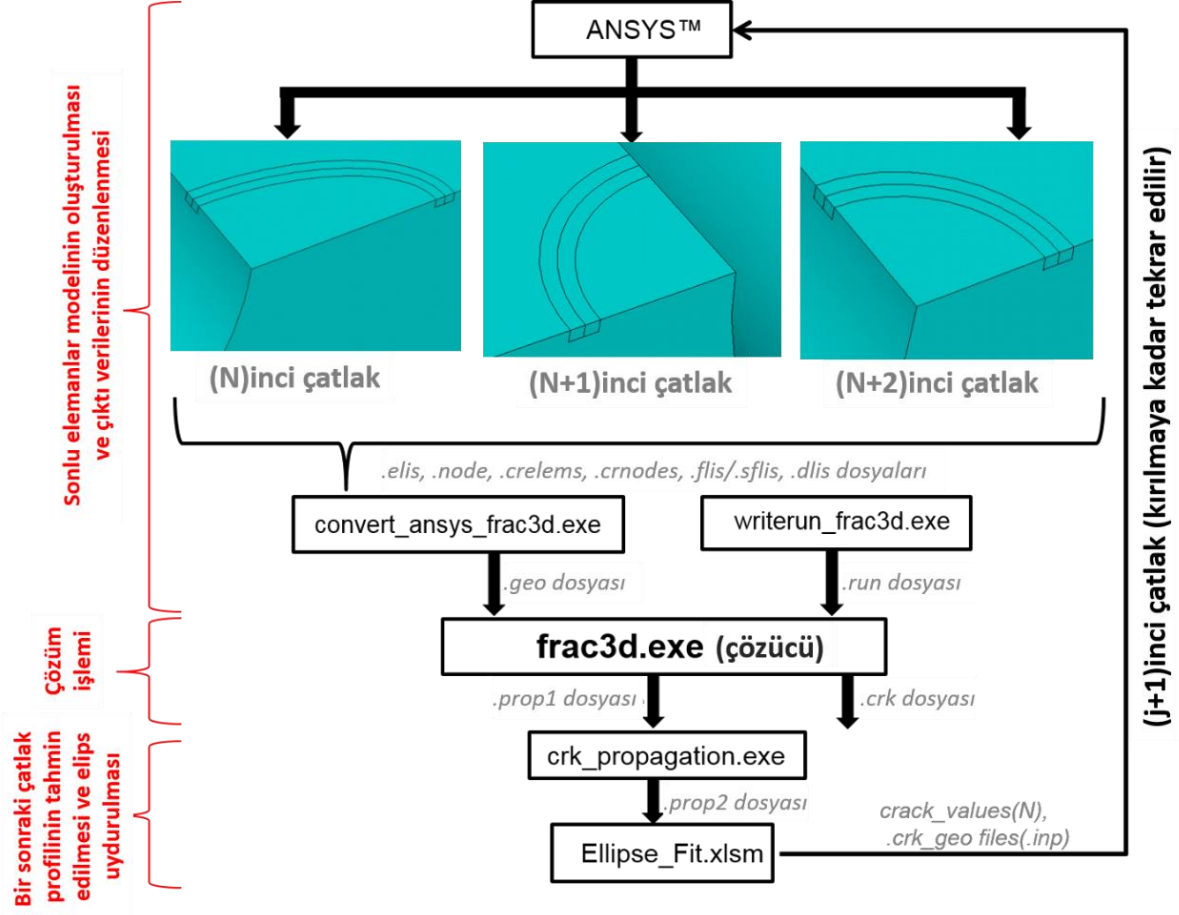 ANSYS™
Sonlu elemanlar modelinin oluşturulması
ve çıktı verilerinin düzenlenmesi
(N)inci çatlak
(N+1)inci çatlak
(N+2)inci çatlak
.elis, .node, .crelems, .crnodes, .flis/.sflis, .dlis dosyaları
convert_ansys_frac3d.exe
writerun_frac3d.exe
.geo dosyası
.run dosyası
Çözüm
işlemi
frac3d.exe (çözücü)
.prop1 dosyası
.crk dosyası
Bir sonraki çatlak
profilinin tahmin
edilmesi ve elips
uydurulması
crk_propagation.exe
.prop2 dosyası
Ellipse_Fit.xlsm
crack_values(N),
.crk_geo files(.inp)
(j+1)inci çatlak (kırılmaya kadar tekrar edilir)